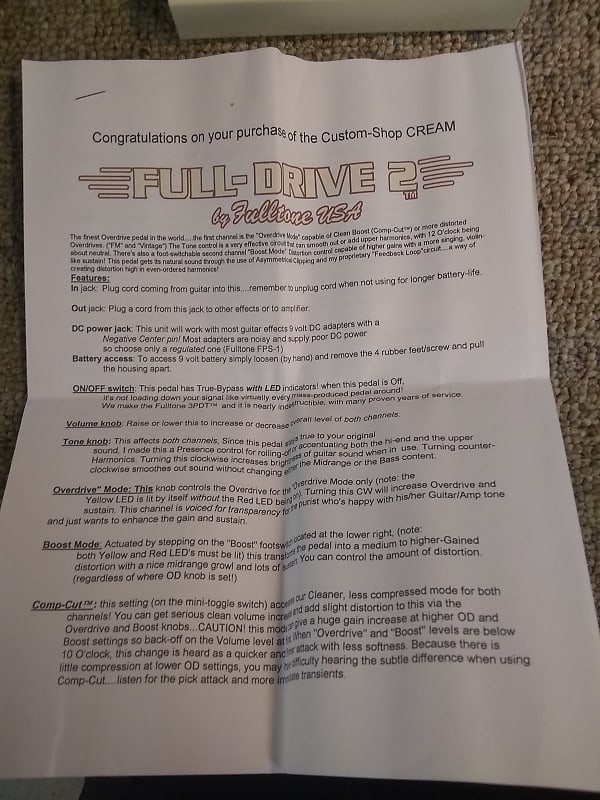 Congratulations on your purchase of the Custom-Shop CREAM
FULL-DRIVE 2 TM
by Fulltone USA
The finest Overdrive pedal in the world....the first channel is the "Overdrive Mode" capable of Clean Boost (Comp-Cut™) or more distorted
Overdrives. ("FM" and "Vintage") The Tone control is a very effective circuit that can smooth out or add upper harmonics, with 12 O'clock being
about neutral. There's also a foot-switchable second channel "Boost Mode" Distortion control capable of higher gains with a more singing, violin-
like sustain! This pedal gets its natural sound through the use of Asymmetrical Clipping and my proprietary "Feedback Loop" circuit....a way of
creating distortion high in even-ordered harmonics!
Features:
In jack: Plug cord coming from guitar into this....remember to unplug cord when not using for longer battery-life.
Out jack: Plug a cord from this jack to other effects or to amplifier.
DC power jack: This unit will work with most guitar effects 9 volt DC adapters with a
Negative Center pin! Most adapters are noisy and supply poor DC power
so choose only a regulated one (Fulltone FPS-1)
Battery access: To access 9 volt battery simply loosen (by hand) and remove the 4 rubber feet/screw and pull
the housing apart.
ON/OFF switch: This pedal has True-Bypass with LED indicators! when this pedal is Off,
it's not loading down your signal like virtually every mass-produced pedal around!
We make the Fulltone 3PDT™ and it is nearly indestructible, with many proven years of service.
Volume knob: Raise or lower this to increase or decrease overall level of both channels.
Tone knob: This affects both channels. Since this pedal stays true to your original
sound, I made this a Presence control for rolling-off or accentuating both the hi-end and the upper
Harmonics. Turning this clockwise increases brightness of guitar sound when in use. Turning counter-
clockwise smoothes out sound without changing either the Midrange or the Bass content.
Overdrive" Mode: This knob controls the Overdrive for the Overdrive Mode only (note: the
Yellow LED is lit by itself without the Red LED being on). Turning this CW will increase Overdrive and
sustain. This channel is voiced for transparency for the purist who's happy with his/her Guitar/Amp tone
and just wants to enhance the gain and sustain.
Boost Mode: Actuated by stepping on the "Boost" footswitch located at the lower right, (note:
both Yellow and Red LED's must be lit) this transforms the pedal into a medium to higher-Gained
distortion with a nice midrange growl and lots of sustain. You can control the amount of distortion.
(regardless of where OD knob is set!)
Comp-Cut™: this setting (on the mini-toggle switch) accesses our Cleaner, less compressed mode for both
channels! You can get serious clean volume increase and add slight distortion to this via the
Overdrive and Boost knobs...CAUTION! this mode can give a huge gain increase at higher OD and
Boost settings so back-off on the Volume level at first. When "Overdrive" and "Boost" levels are below
10 O'clock, this change is heard as a quicker and firmer attack with less softness. Because there is
little compression at lower OD settings, you may have difficulty hearing the subtle difference when using
Comp-Cut....listen for the pick attack and more immediate transients.